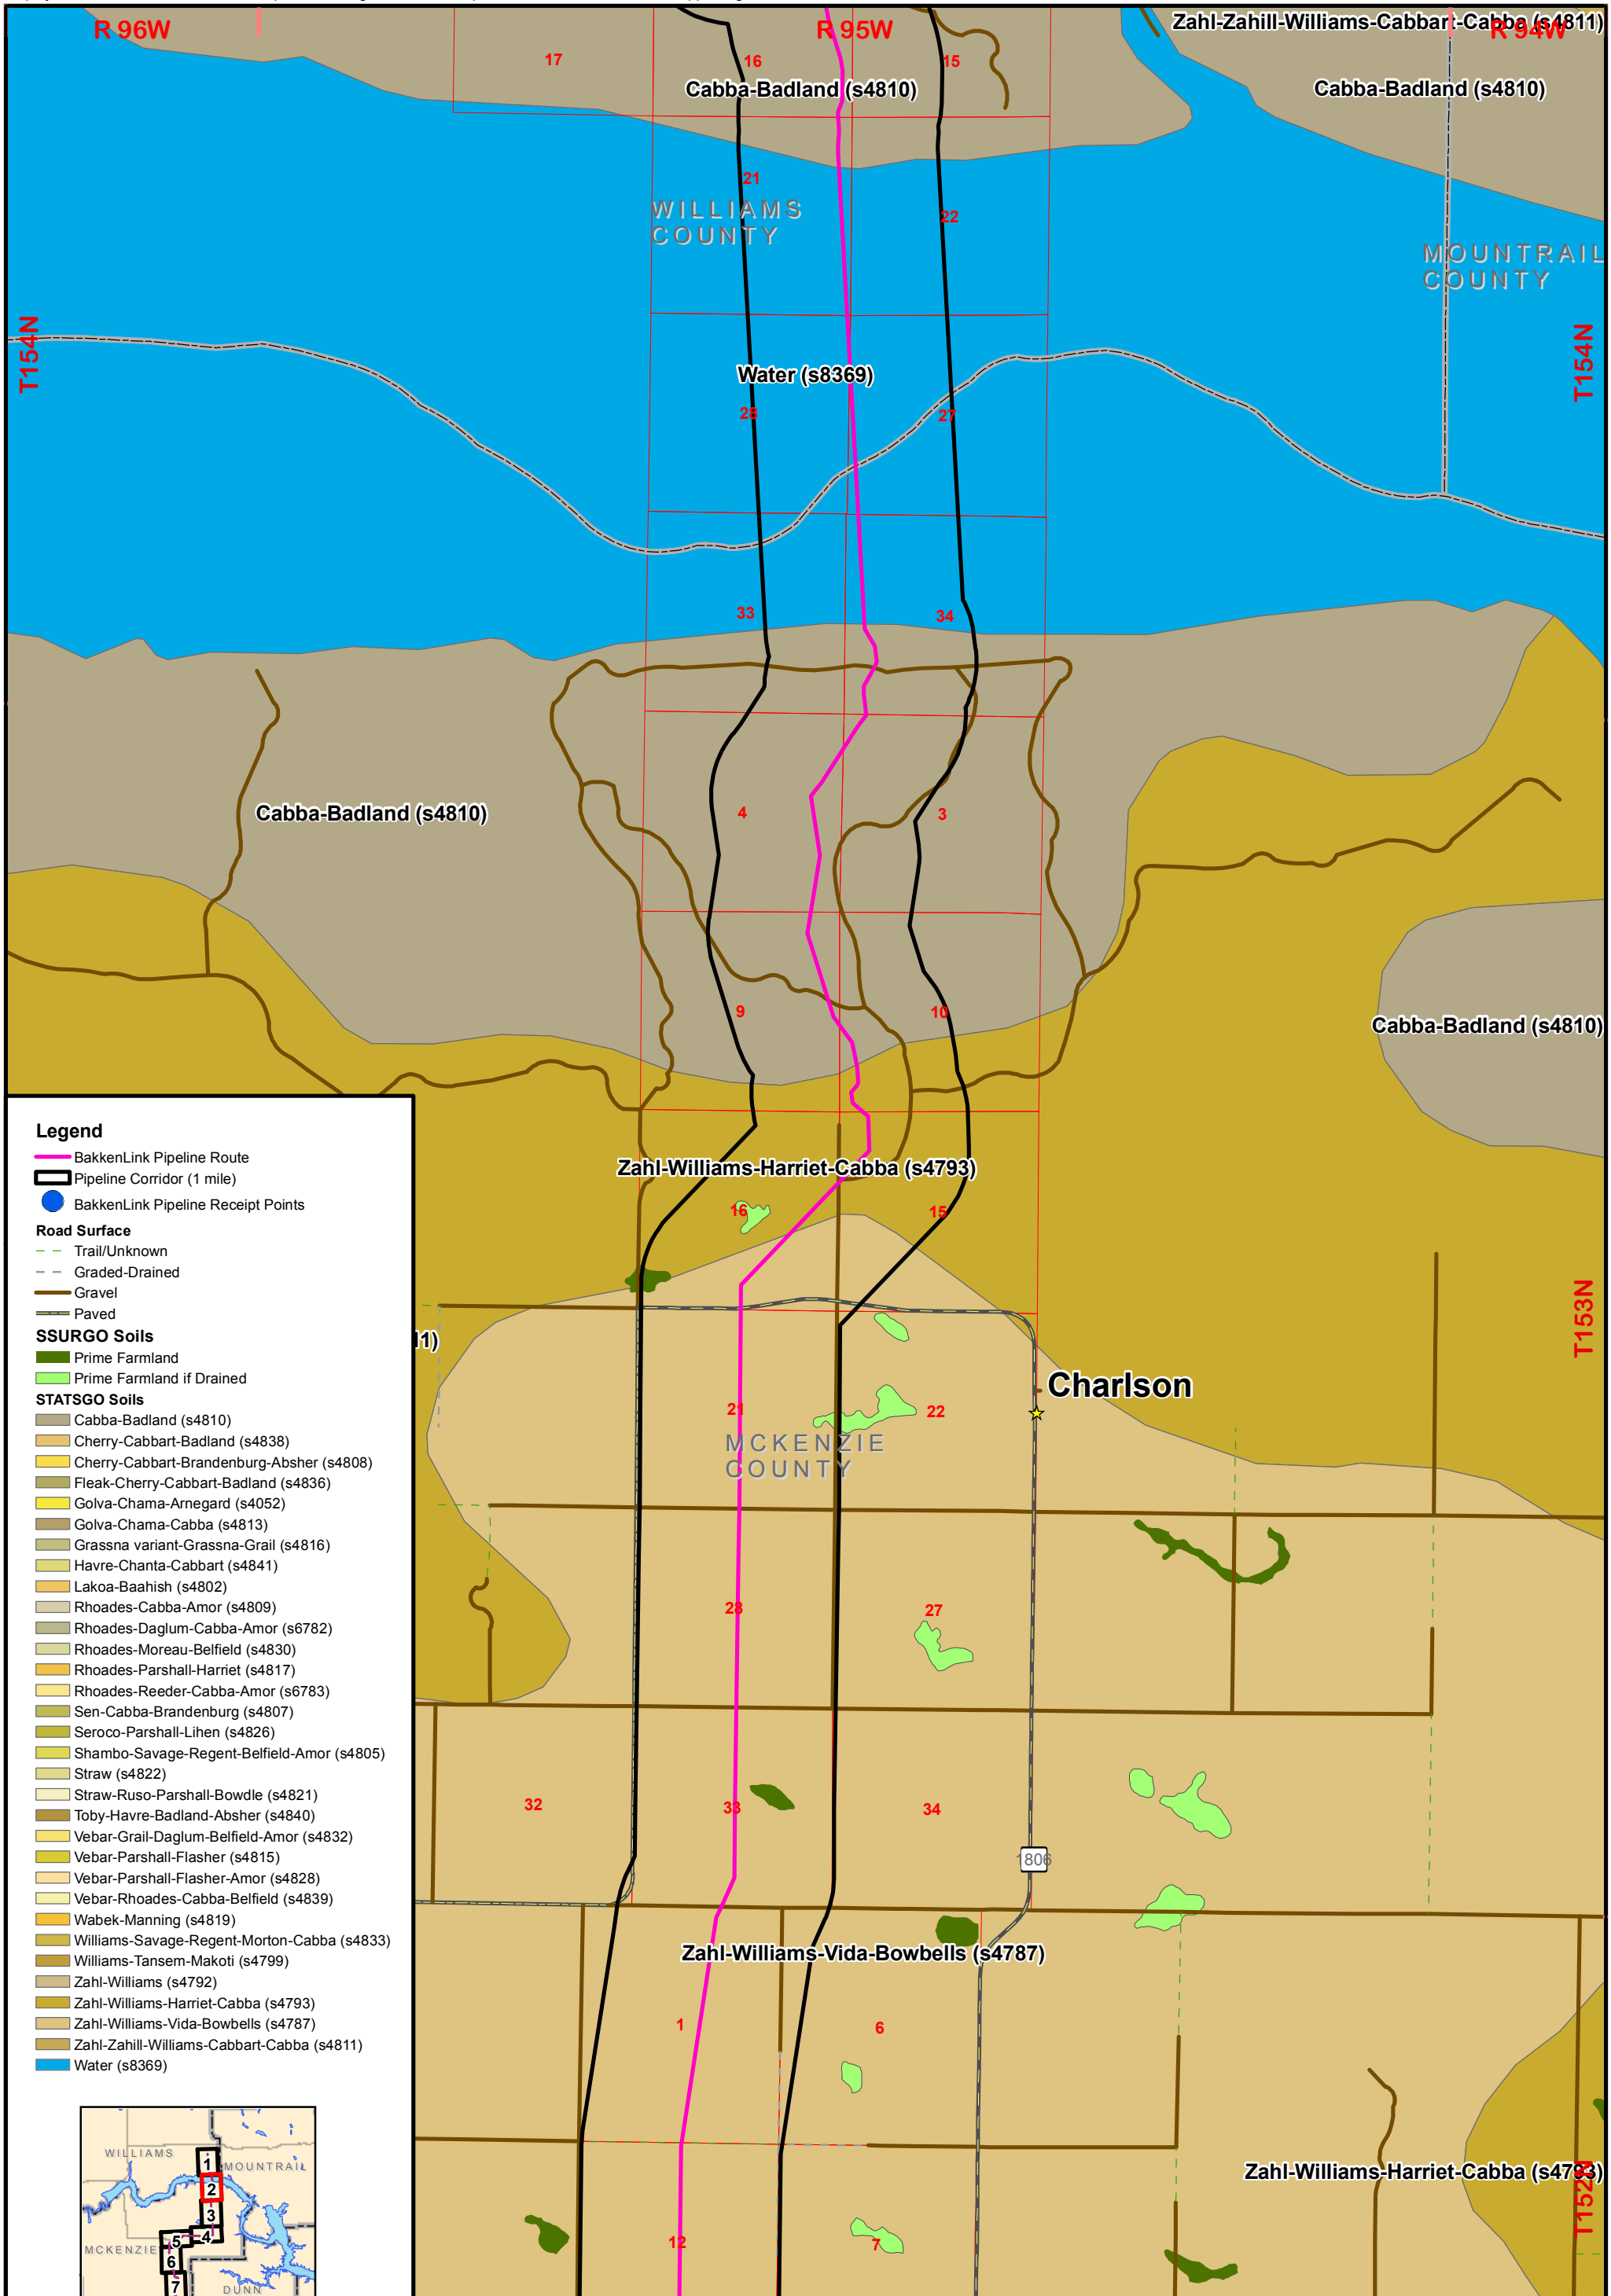 Zahl-Zahill-Williams-Cabbart-Cabba (s4811)
R 96W
R 95W
R 94W
17
16
15
Cabba-Badland (s4810)
Cabba-Badland (s4810)
21
22
WILLIAMS
COUNTY
MOUNTRAIL
COUNTY
T154N
T154N
Water (s8369)
28
27
33
34
Cabba-Badland (s4810)
4
3
9
10
Cabba-Badland (s4810)
Zahl-Williams-Harriet-Cabba (s4793)
16
15
T153N
Charlson
21
22
MCKENZIE
COUNTY
28
27
32
33
34
1806
Zahl-Williams-Vida-Bowbells (s4787)
1
6
Zahl-Williams-Harriet-Cabba (s4793)
T152N
12
7
Legend
BakkenLink Pipeline Route
Pipeline Corridor (1 mile)
BakkenLink Pipeline Receipt Points
Road Surface
Trail/Unknown
Graded-Drained
Gravel
Paved
SSURGO Soils
Prime Farmland
Prime Farmland if Drained
STATSGO Soils
Cabba-Badland (s4810)
Cherry-Cabbart-Badland (s4838)
Cherry-Cabbart-Brandenburg-Absher (s4808)
Fleak-Cherry-Cabbart-Badland (s4836)
Golva-Chama-Arnegard (s4052)
Golva-Chama-Cabba (s4813)
Grassna variant-Grassna-Grail (s4816)
Havre-Chanta-Cabbart (s4841)
Lakoa-Baahish (s4802)
Rhoades-Cabba-Amor (s4809)
Rhoades-Daglum-Cabba-Amor (s6782)
Rhoades-Moreau-Belfield (s4830)
Rhoades-Parshall-Harriet (s4817)
Rhoades-Reeder-Cabba-Amor (s6783)
Sen-Cabba-Brandenburg (s4807)
Seroco-Parshall-Lihen (s4826)
Shambo-Savage-Regent-Belfield-Amor (s4805)
Straw (s4822)
Straw-Ruso-Parshall-Bowdle (s4821)
Toby-Havre-Badland-Absher (s4840)
Vebar-Grail-Daglum-Belfield-Amor (s4832)
Vebar-Parshall-Flasher (s4815)
Vebar-Parshall-Flasher-Amor (s4828)
Vebar-Rhoades-Cabba-Belfield (s4839)
Wabek-Manning (s4819)
Williams-Savage-Regent-Morton-Cabba (s4833)
Williams-Tansem-Makoti (s4799)
Zahl-Williams (s4792)
Zahl-Williams-Harriet-Cabba (s4793)
Zahl-Williams-Vida-Bowbells (s4787)
Zahl-Zahill-Williams-Cabbart-Cabba (s4811)
Water (s8369)
WILLIAMS
MOUNTRAIL
1
2
3
4
5
MCKENZIE
6
7
DUNN